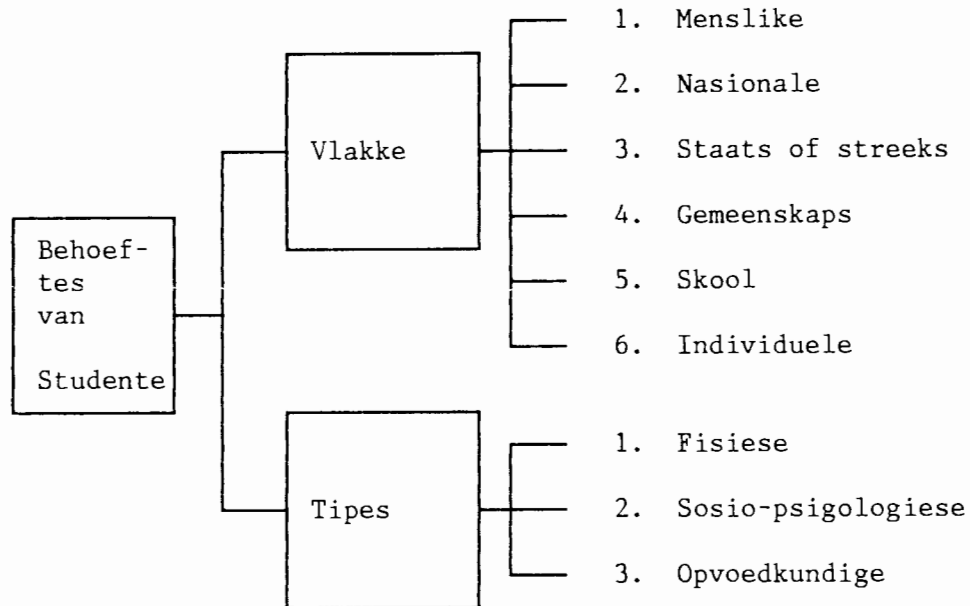 Behoef-
tes
van
Studente
Vlakke
1. Menslike
2. Nasionale
3. Staats of streeks
4. Gemeenskaps
5. Skool
6. Individuele
Tipes
1. Fisiese
2. Sosio-psigologiese
3. Opvoedkundige